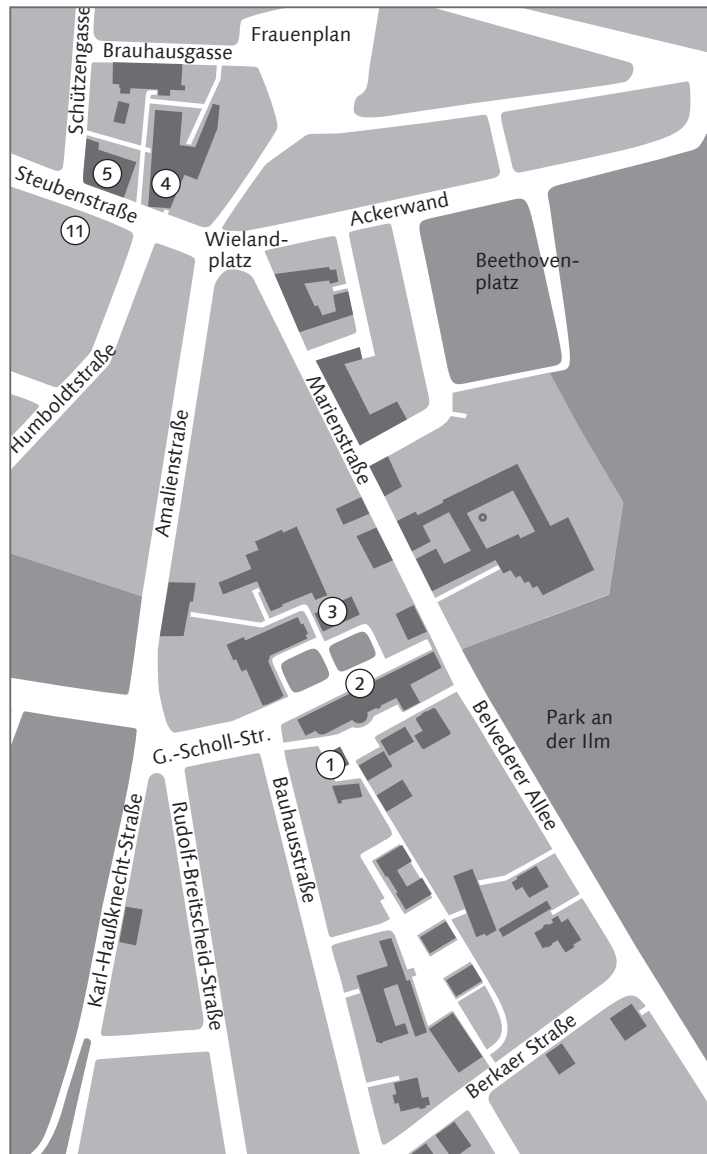 Frauenplan
Brauhausgasse
Schützengasse
5
4
Steubenstraße
11
Ackerwand
Wieland-
platz
Beethoven-
platz
Humboldtstraße
Amalienstraße
Marienstraße
3
2
Park an
der Ilm
G.-Scholl-Str.
1
Belvederer Allee
Bauhausstraße
Rudolf-Breitscheid-Straße
Karl-Haußknecht-Straße
Berkaer Straße